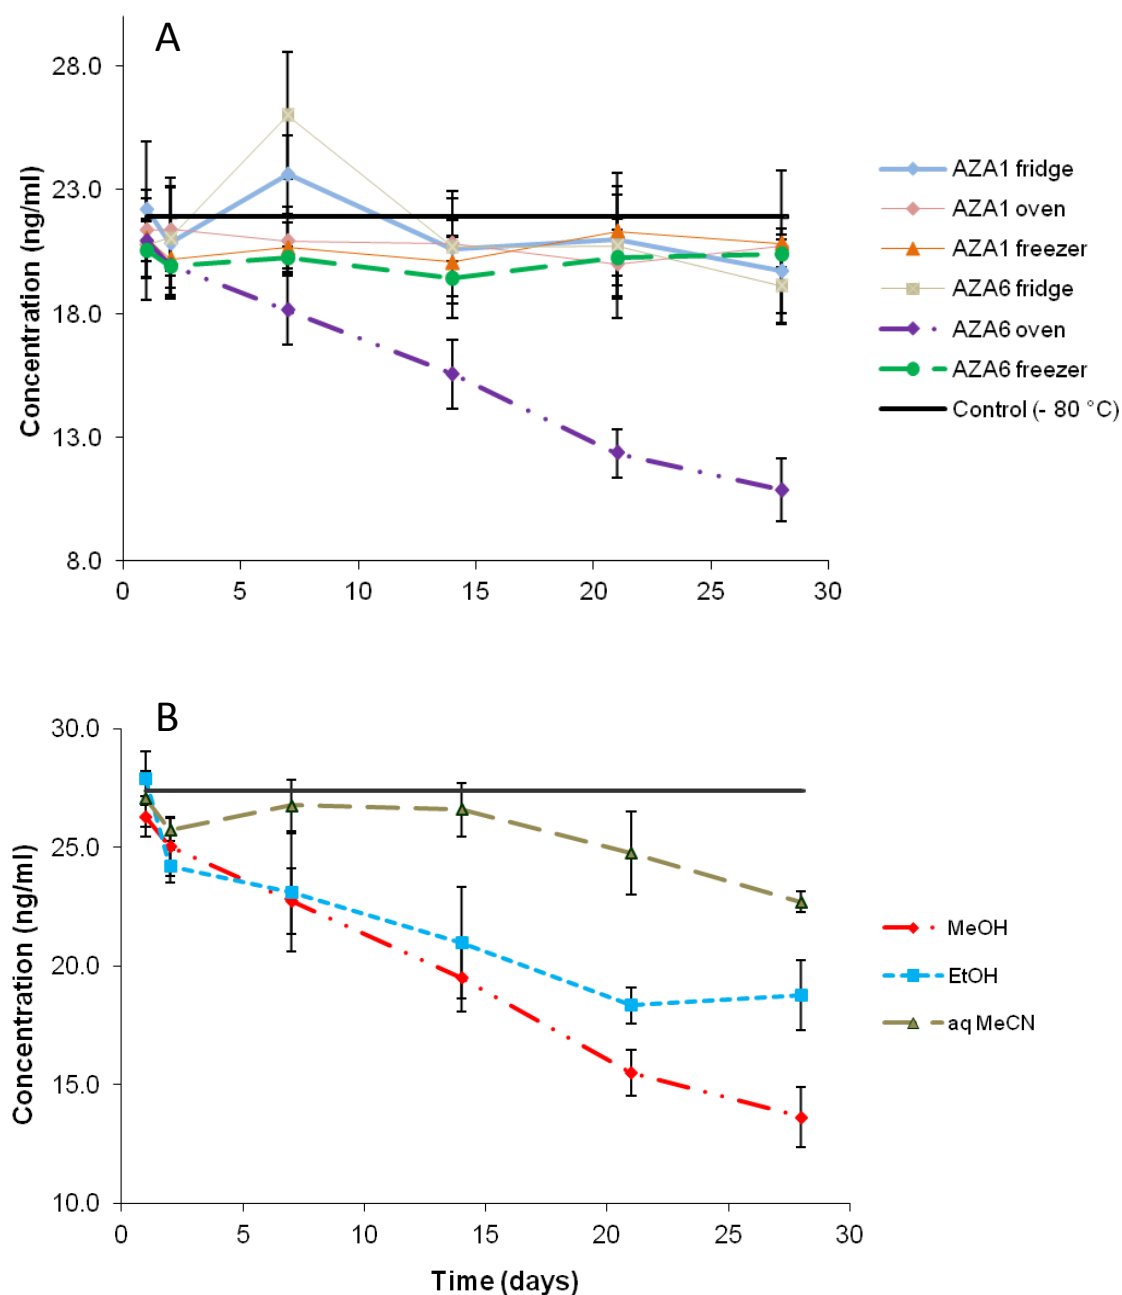 A
Concentration (ng/ml)
28.0
23.0
18.0
13.0
8.0
0 5 10 15 20 25 30
AZA1 fridge
AZA1 oven
AZA1 freezer
AZA6 fridge
AZA6 oven
AZA6 freezer
Control (- 80 °C)
B
Concentration (ng/ml)
30.0
25.0
20.0
15.0
10.0
0 5 10 15 20 25 30
Time (days)
MeOH
EtOH
aq MeCN